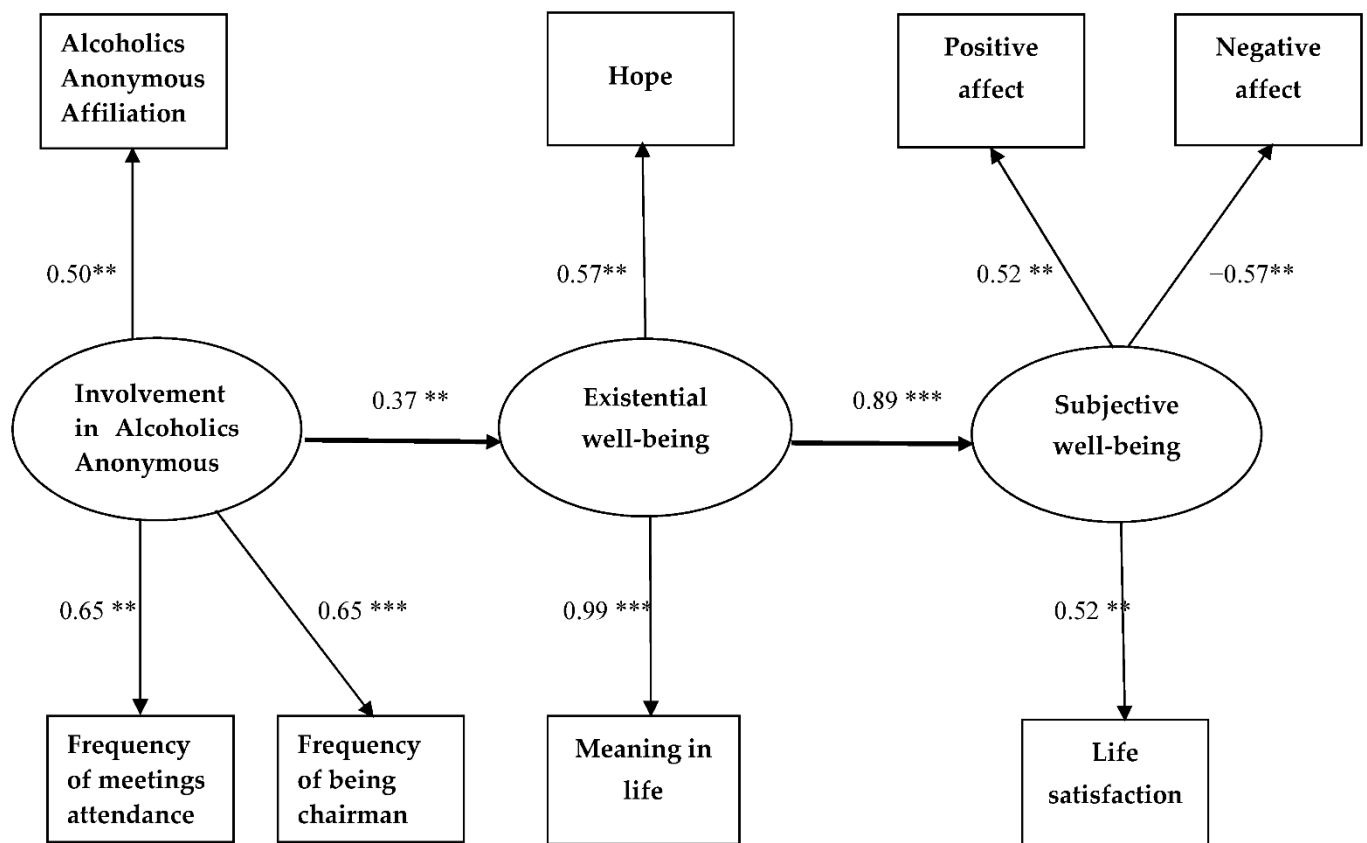 Alcoholics
Anonymous
Affiliation
Hope
Positive
affect
Negative
affect
0.50**
0.57**
0.52 **
−0.57**
Involvement
in Alcoholics
Anonymous
0.37 **
Existential
well-being
0.89 ***
Subjective
well-being
0.65 **
0.65 ***
0.99 ***
0.52 **
Frequency
of meetings
attendance
Frequency
of being
chairman
Meaning in
life
Life
satisfaction